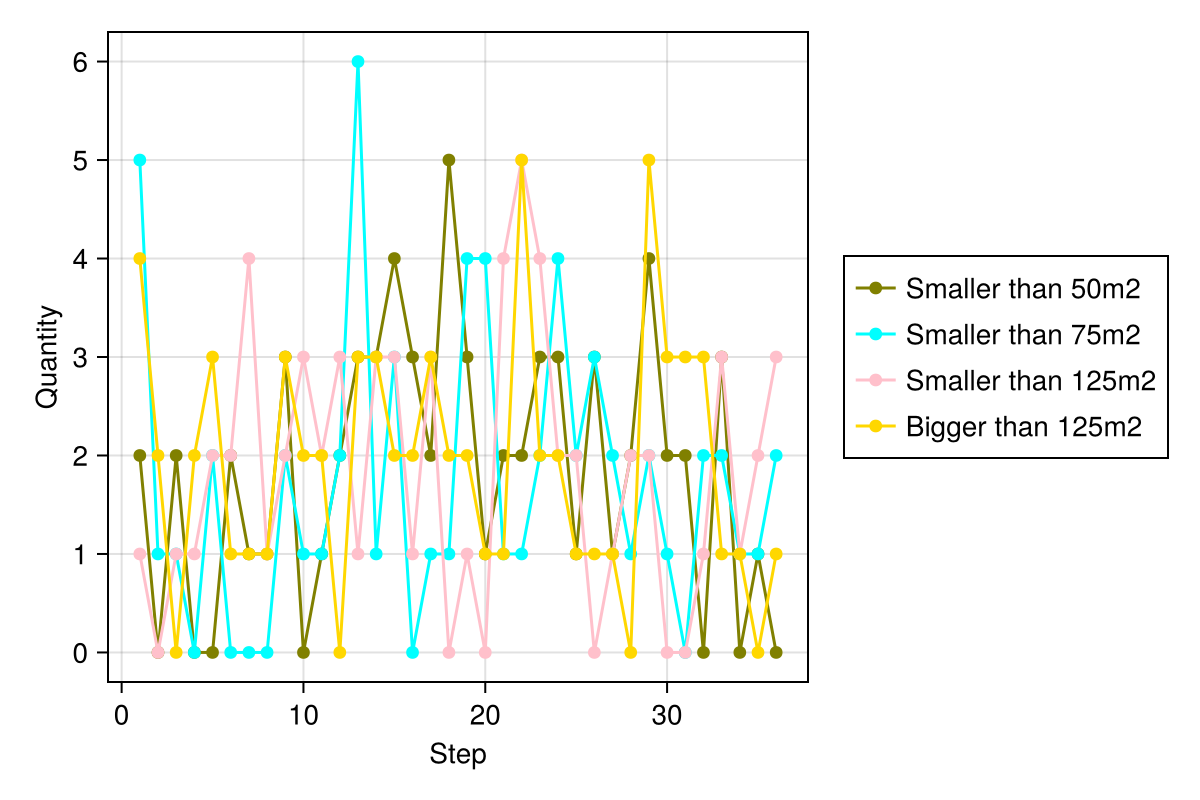 6
5
4
3
2
1
0
Quantity
0 10 20 30
Step
Smaller than 50m2
Smaller than 75m2
Smaller than 125m2
Bigger than 125m2